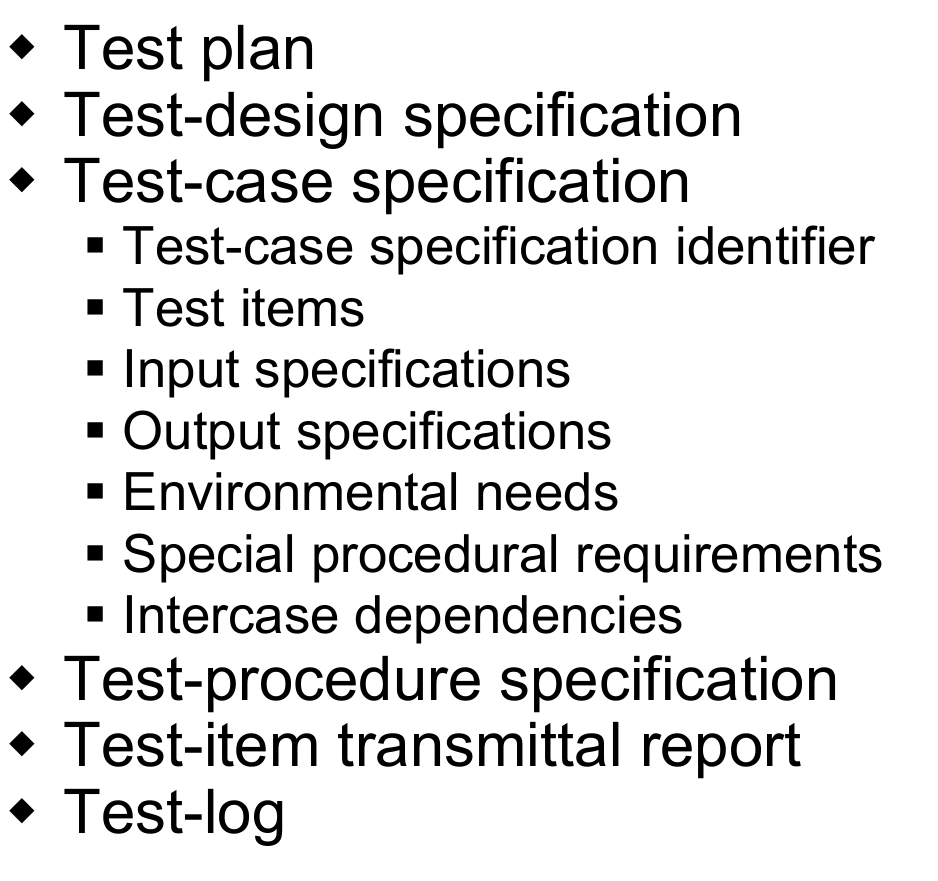 ◆ Test plan
◆ Test-design specification
◆ Test-case specification
▪ Test-case specification identifier
▪ Test items
▪ Input specifications
▪ Output specifications
▪ Environmental needs
▪ Special procedural requirements
▪ Intercase dependencies
◆ Test-procedure specification
◆ Test-item transmittal report
◆ Test-log